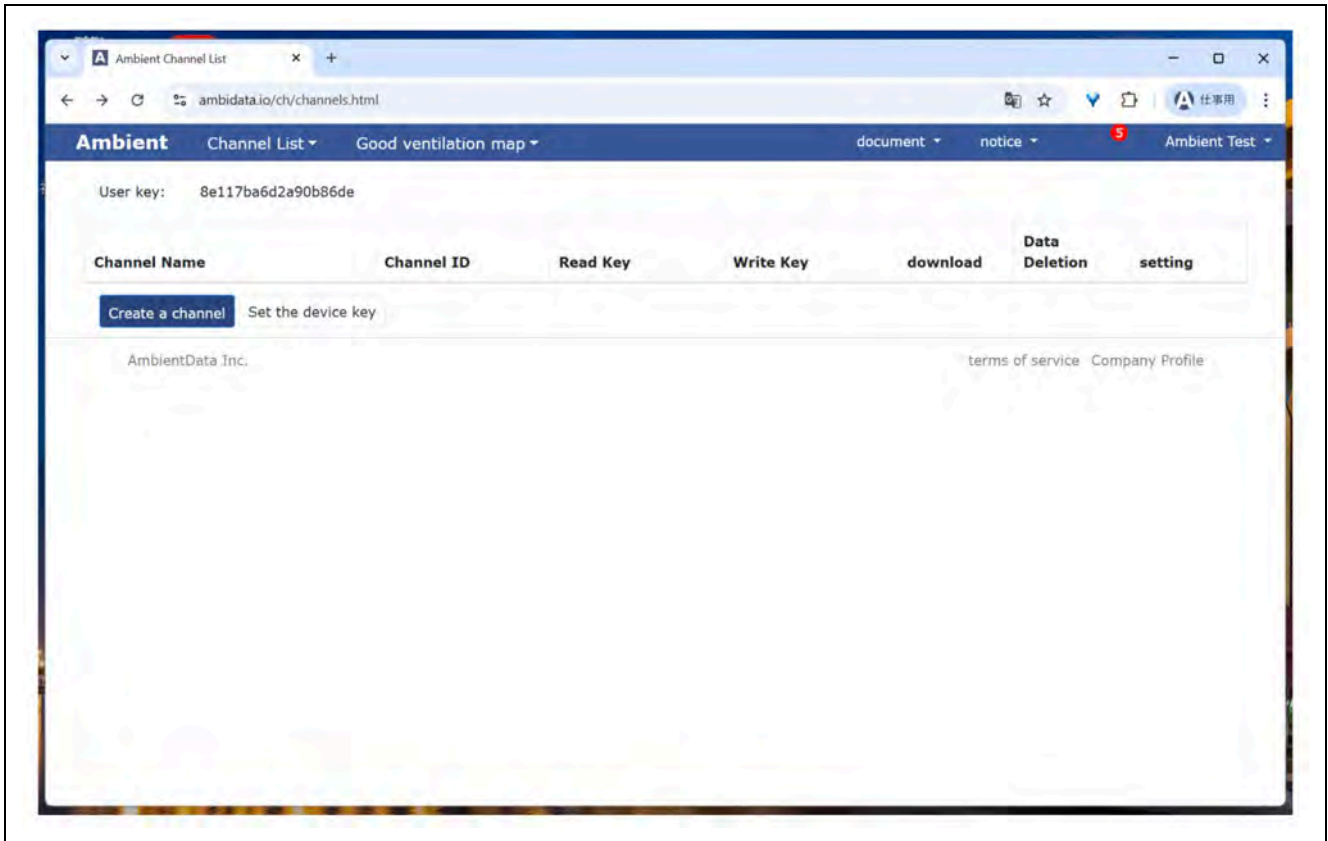 Ambient Channel List
ambidata.io/ch/channels.html
仕事用
Ambient Channel List Good ventilation map document notice 5 Ambient Test
User key: 8e117ba6d2a90b86de
Channel Name Channel ID Read Key Write Key download Data Deletion setting
Create a channel Set the device key
AmbientData Inc. terms of service Company Profile